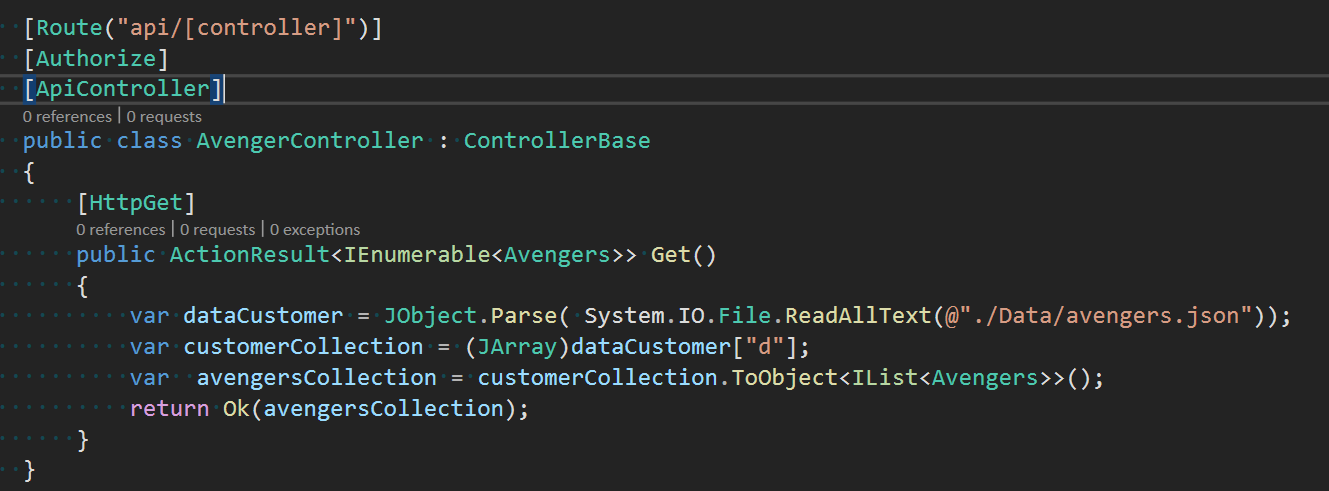 [Route("api/[controller]")]
[Authorize]
[ApiController]
0 references | 0 requests
public class AvengerController : ControllerBase
{
[HttpGet]
0 references | 0 requests | 0 exceptions
public ActionResult<IEnumerable<Avengers>> Get()
{
var dataCustomer = JObject.Parse( System.IO.File.ReadAllText(@"./Data/avengers.json"));
var customerCollection = (JArray)dataCustomer["d"];
var  avengersCollection = customerCollection.ToObject<IList<Avengers>>();
return Ok(avengersCollection);
}
}